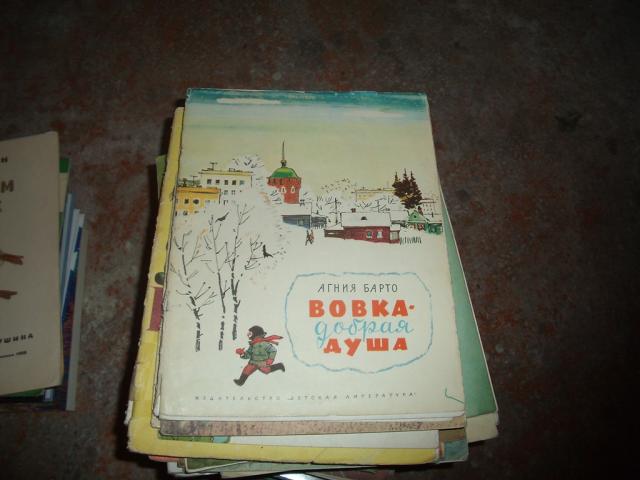 АГНИЯ БАРТО
ВОВКА-
добрая
ДУША
ИЗДАТЕЛЬСТВО „ДЕТСКАЯ ЛИТЕРАТУРА"